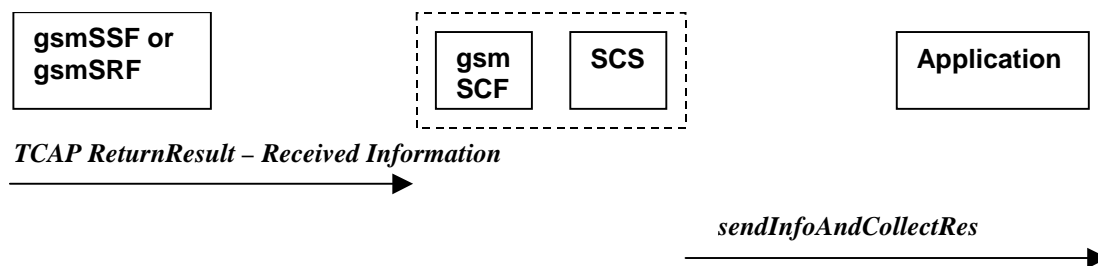 gsmSSF or
gsmSRF
gsm
SCF
SCS
Application
TCAP ReturnResult – Received Information
sendInfoAndCollectRes